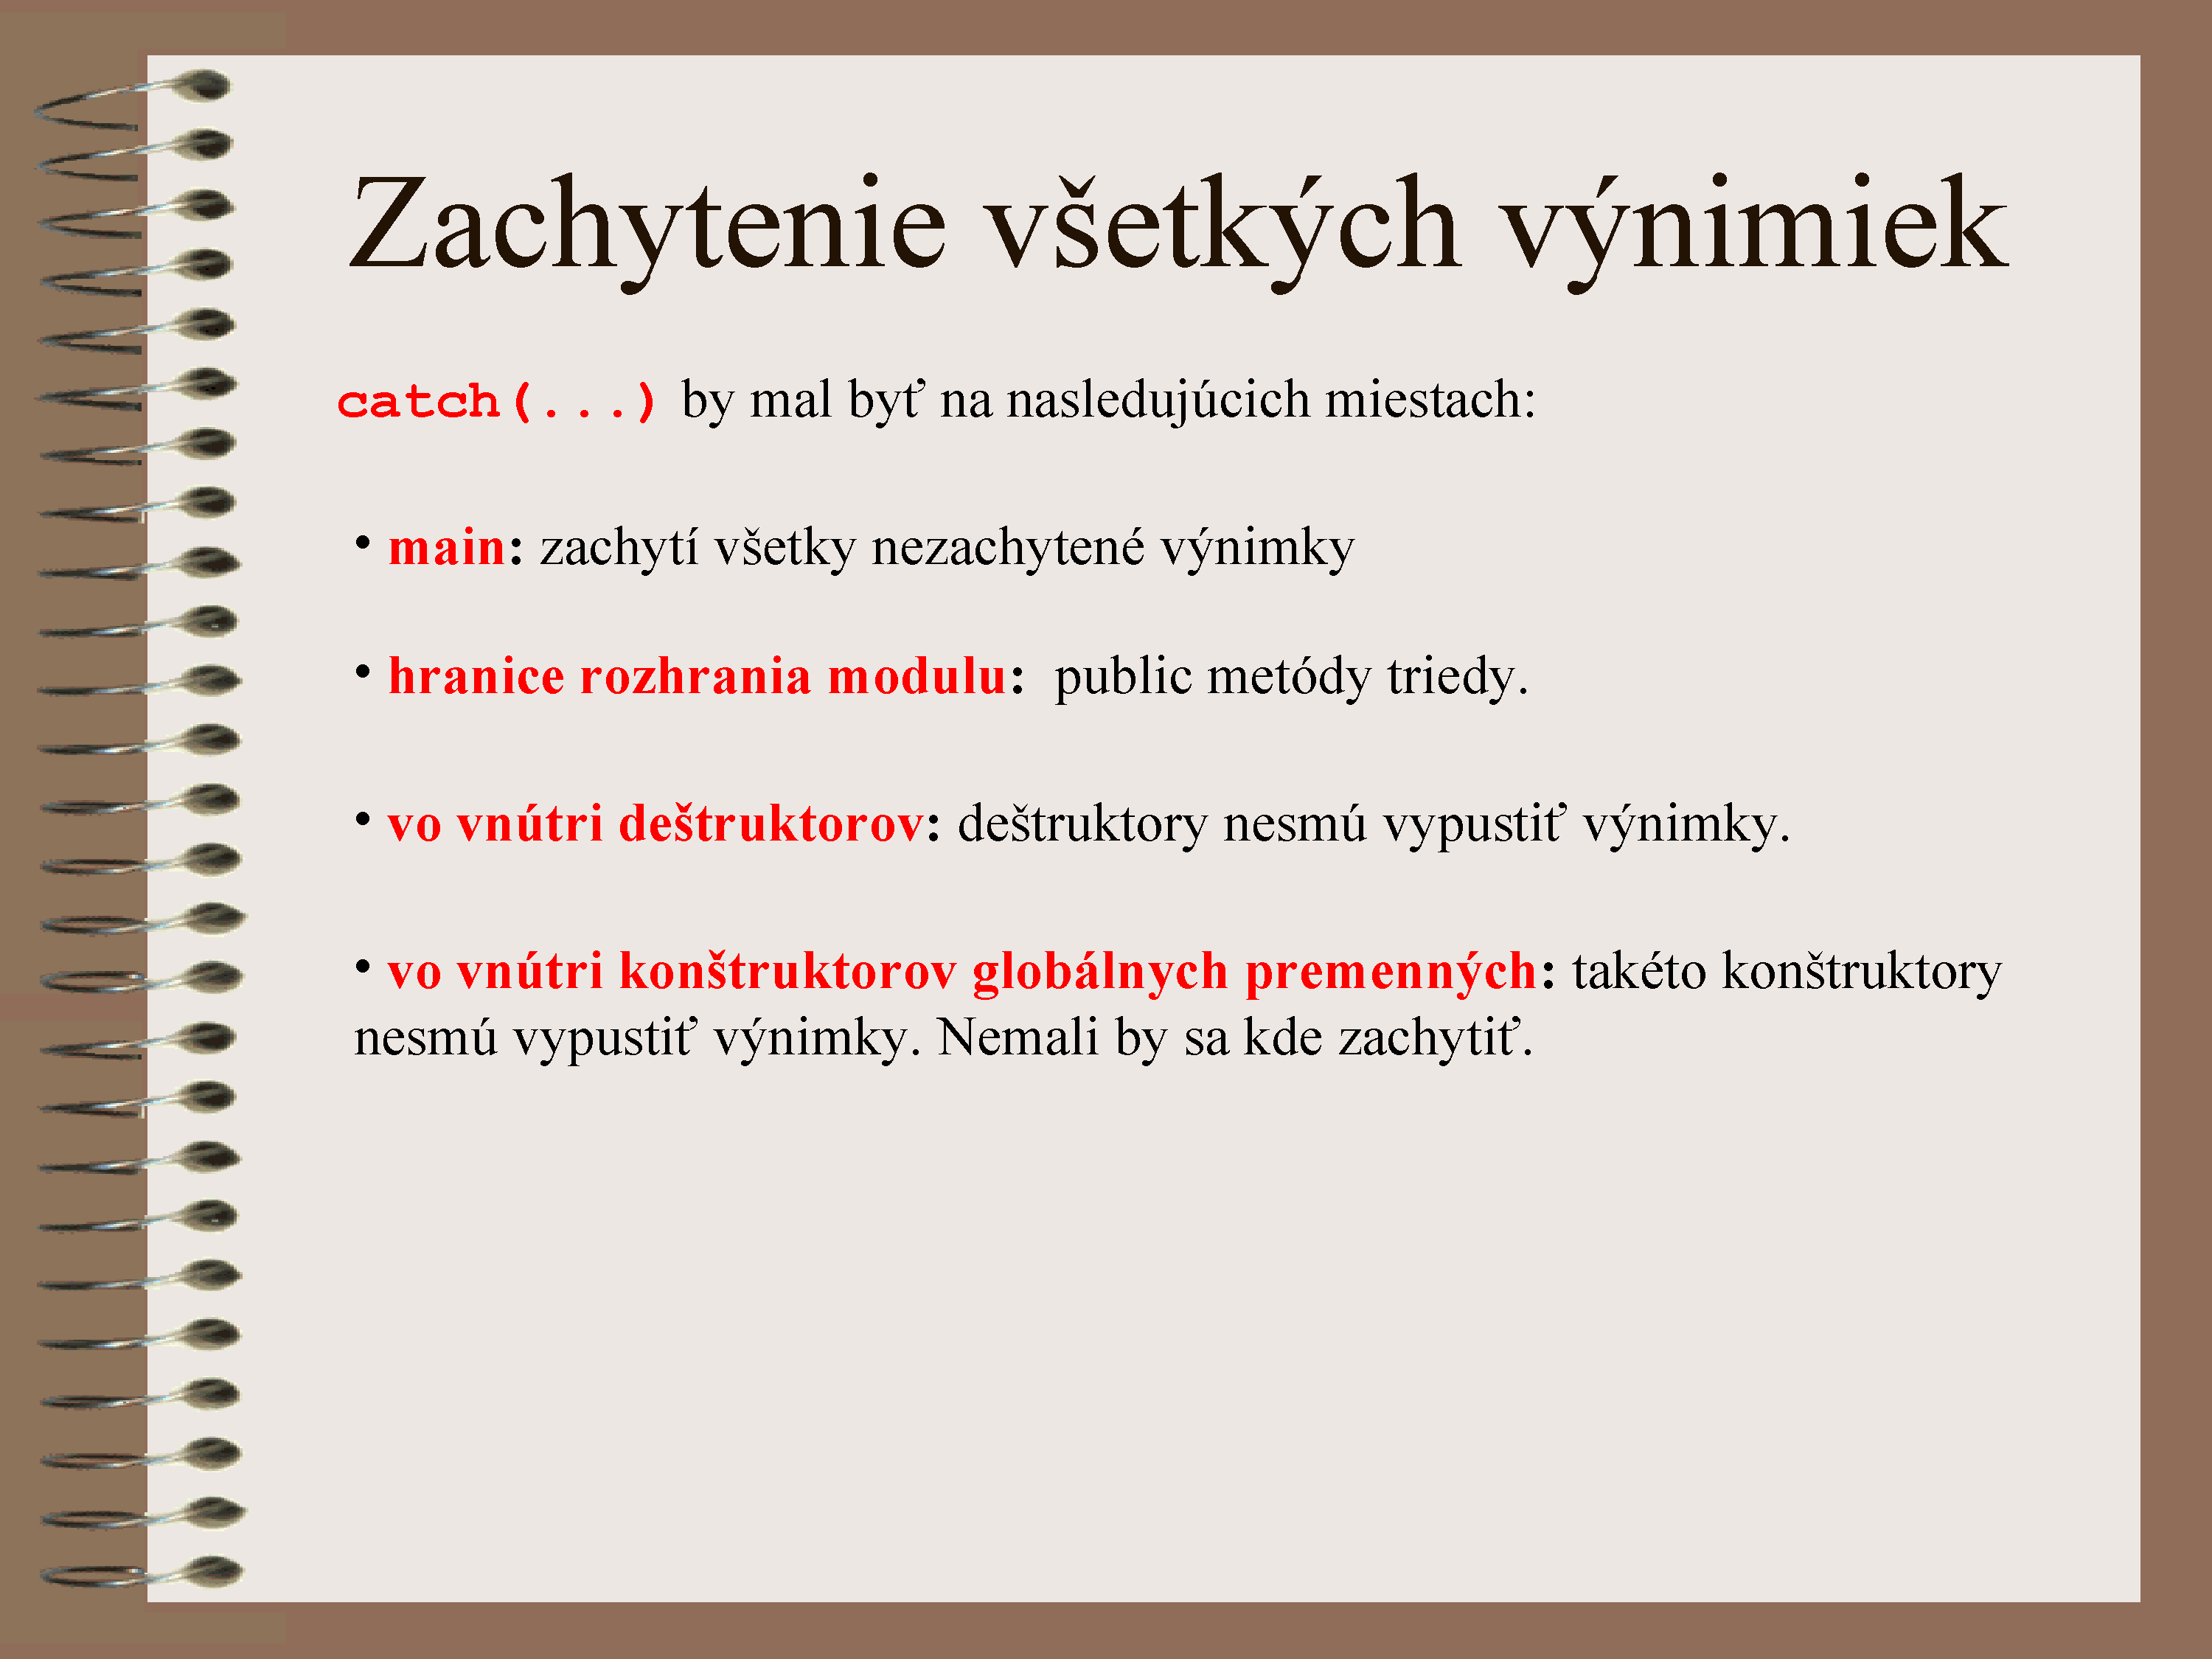 Zachytenie všetkých výnimiek
catch(...) by mal byť na nasledujúcich miestach:
• main: zachytí všetky nezachytené výnimky
• hranice rozhrania modulu: public metódy triedy.
• vo vnútri deštruktorov: deštruktory nesmú vypustiť výnimky.
• vo vnútri konštruktorov globálnych premenných: takéto konštruktory
nesmú vypustiť výnimky. Nemali by sa kde zachytiť.